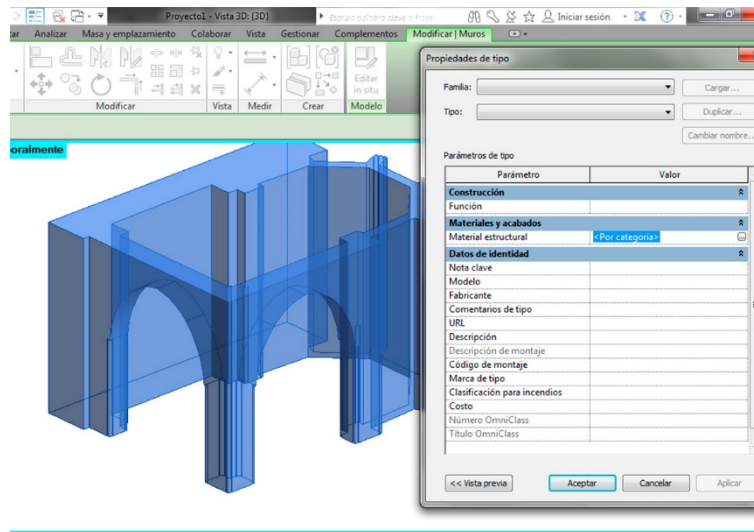 Proyecto1 - Vista 3D: {3D}
Escriba palabra clave o frase
Iniciar sesión
Analizar Masa y emplazamiento Colaborar Vista Gestionar Complementos Modificar | Muros
Editar
in situ
Modificar Vista Medir Crear Modelo
oralmente
Propiedades de tipo
Familia: Cargar...
Tipo: Duplicar...
Cambiar nombre...
Parámetros de tipo
Parámetro Valor
Construcción
Función
Materiales y acabados
Material estructural <Por categoría>
Datos de identidad
Nota clave
Modelo
Fabricante
Comentarios de tipo
URL
Descripción
Descripción de montaje
Código de montaje
Marca de tipo
Clasificación para incendios
Costo
Número OmniClass
Título OmniClass
<< Vista previa Aceptar Cancelar Aplicar